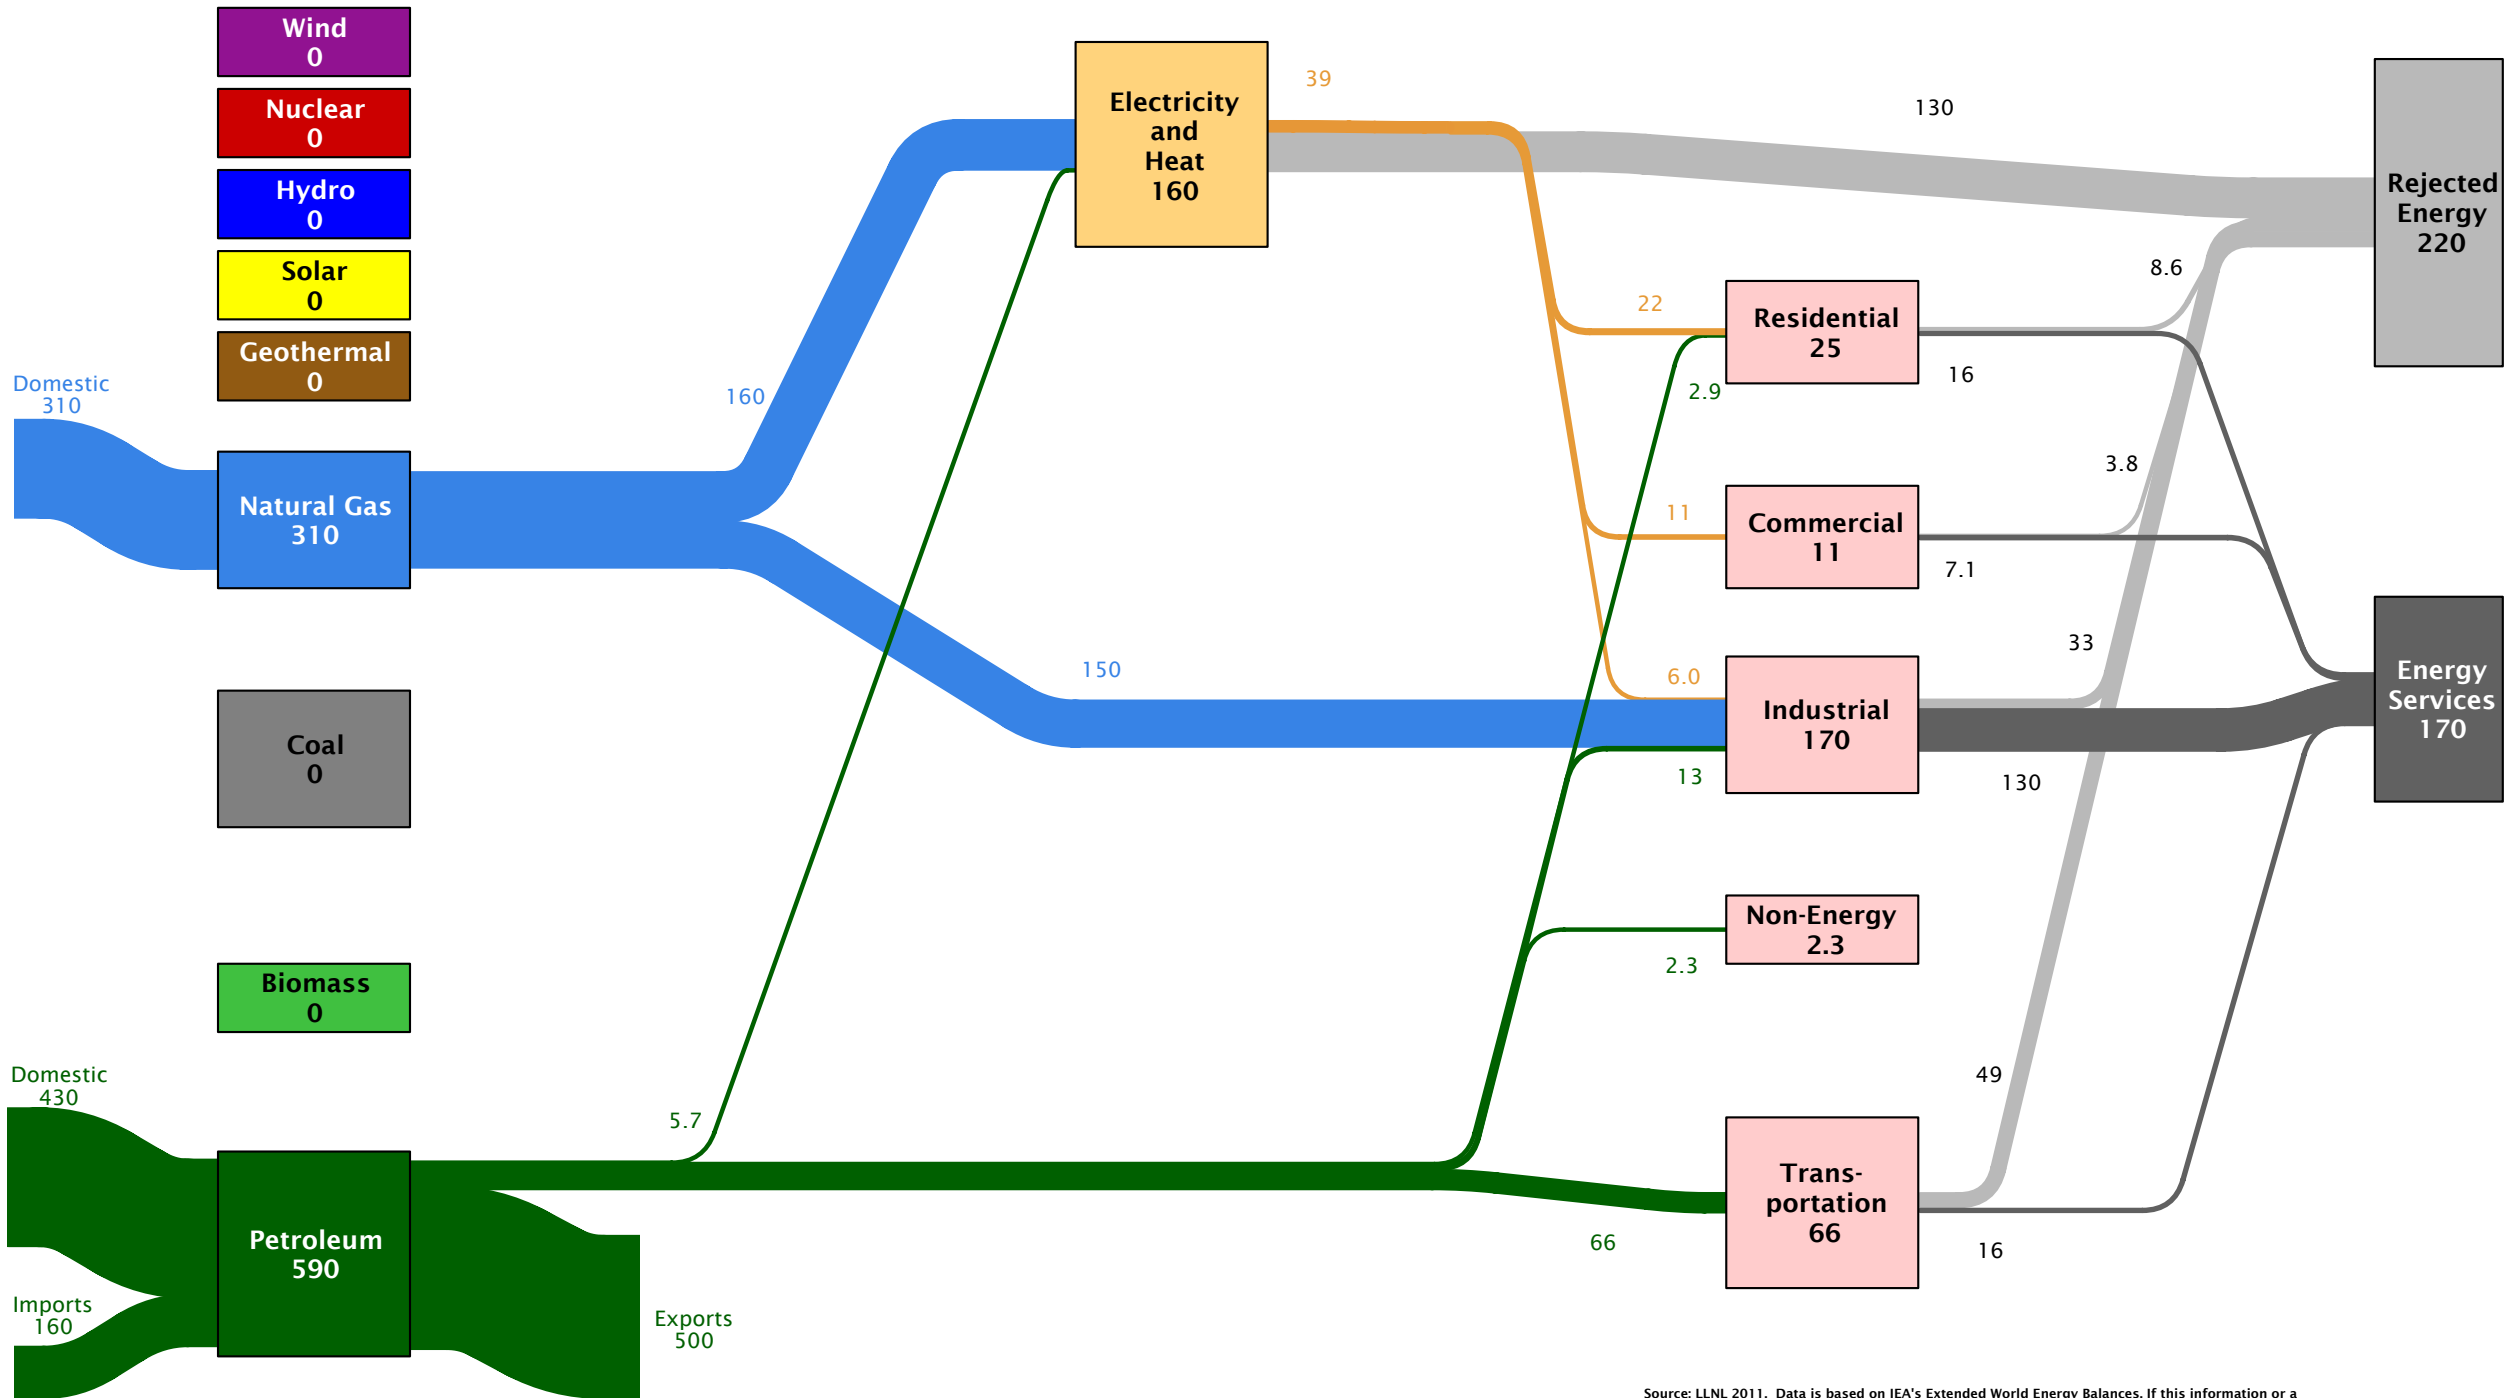 Wind
0
Nuclear
0
Hydro
0
Solar
0
Geothermal
0
Domestic
310
Natural Gas
310
Coal
0
Biomass
0
Domestic
430
Imports
160
Petroleum
590
Exports
500
160
150
5.7
Electricity
and
Heat
160
39
130
22
2.9
11
6.0
13
2.3
66
Residential
25
Commercial
11
Industrial
170
Non-Energy
2.3
Trans-
portation
66
8.6
16
3.8
7.1
33
130
49
16
Rejected
Energy
220
Energy
Services
170
Source: LLNL 2011. Data is based on IEA's Extended World Energy Balances. If this information or a